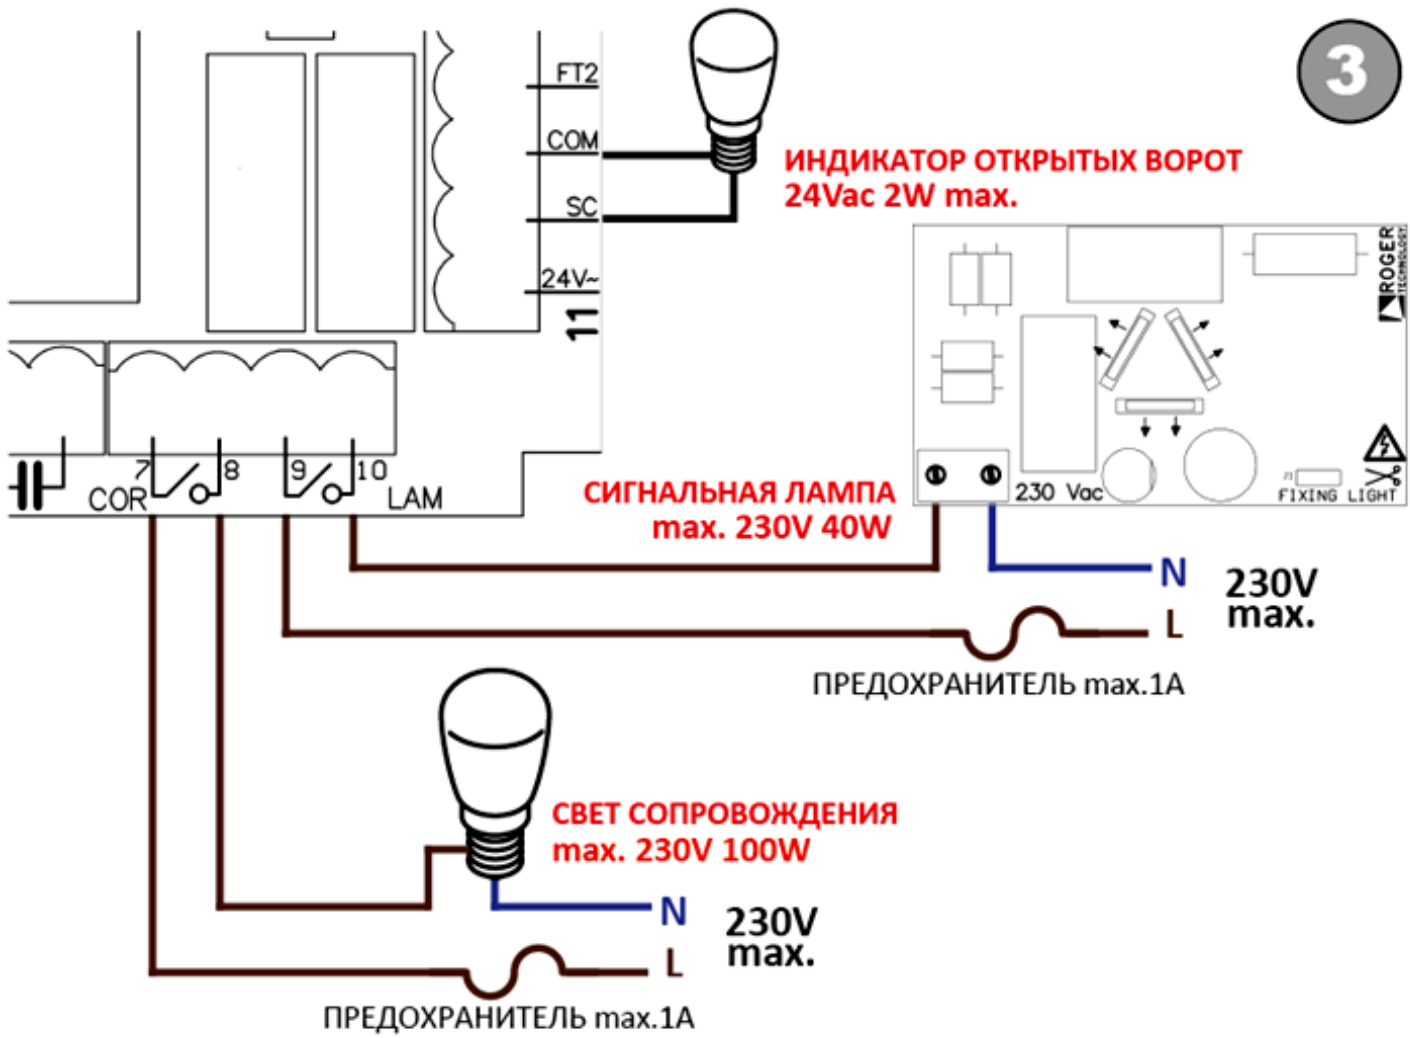 3
FT2
COM
SC
24V~
11
ИНДИКАТОР ОТКРЫТЫХ ВОРОТ
24Vac 2W max.
ROGER
TECHNOLOGY
7
8
9
10
COR
LAM
СИГНАЛЬНАЯ ЛАМПА
max. 230V 40W
230 Vac
FIXING LIGHT
N
L
230V
max.
ПРЕДОХРАНИТЕЛЬ max.1A
СВЕТ СОПРОВОЖДЕНИЯ
max. 230V 100W
N
L
230V
max.
ПРЕДОХРАНИТЕЛЬ max.1A